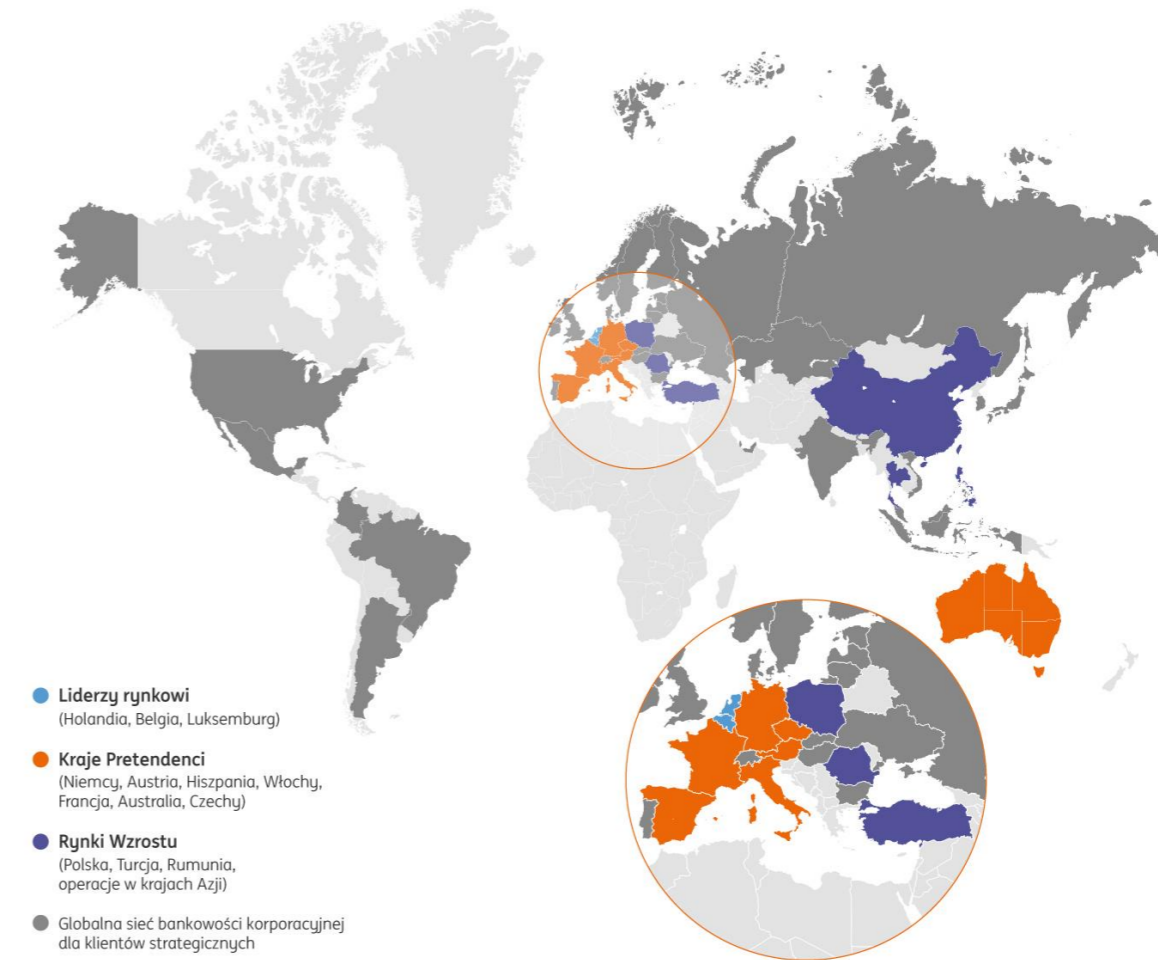 Liderzy rynkowi
(Holandia, Belgia, Luksemburg)
Kraje Pretendenci
(Niemcy, Austria, Hiszpania, Włochy,
Francja, Australia, Czechy)
Rynki Wzrostu
(Polska, Turcja, Rumunia,
operacje w krajach Azji)
Globalna sieć bankowości korporacyjnej
dla klientów strategicznych